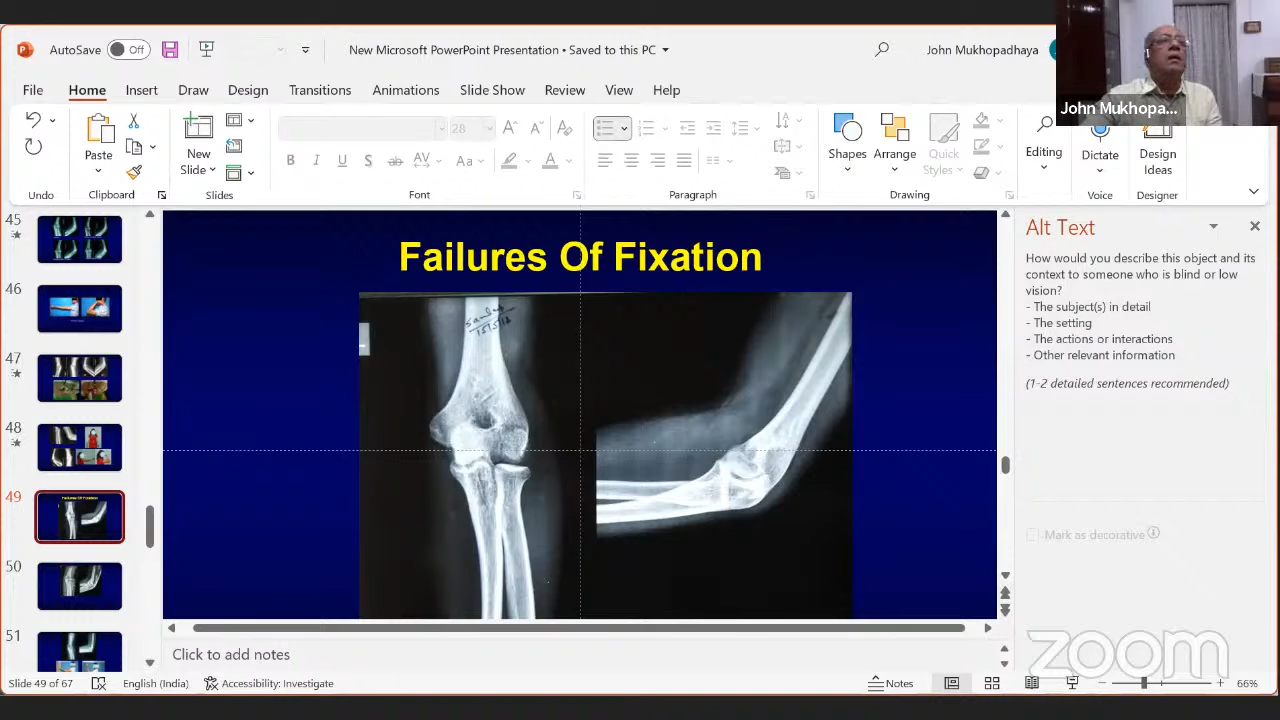 AutoSave Off
New Microsoft PowerPoint Presentation • Saved to this PC
John Mukhopadhaya
File Home Insert Draw Design Transitions Animations Slide Show Review View Help
John Mukhopa...
28
Paste
New
Slide
Shapes
Arrange
Quick
Styles
Editing
Dictate
Design
Ideas
Undo
Clipboard
Slides
Font
Paragraph
Drawing
Voice
Designer
45
46
47
48
49
50
51
Failures Of Fixation
Alt Text
How would you describe this object and its
context to someone who is blind or low
vision?
- The subject(s) in detail
- The setting
- The actions or interactions
- Other relevant information
(1-2 detailed sentences recommended)
Mark as decorative
Click to add notes
zoom
Slide 49 of 67
English (India)
Accessibility: Investigate
Notes
66%